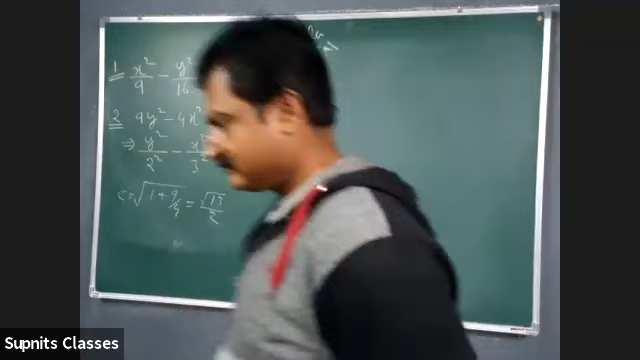 1 x²/9 - y²/16
2 9y² - 4x²
⇒ y²/2² - x²/3²
e = √1 + 9/4 = √13/2
Supnits Classes